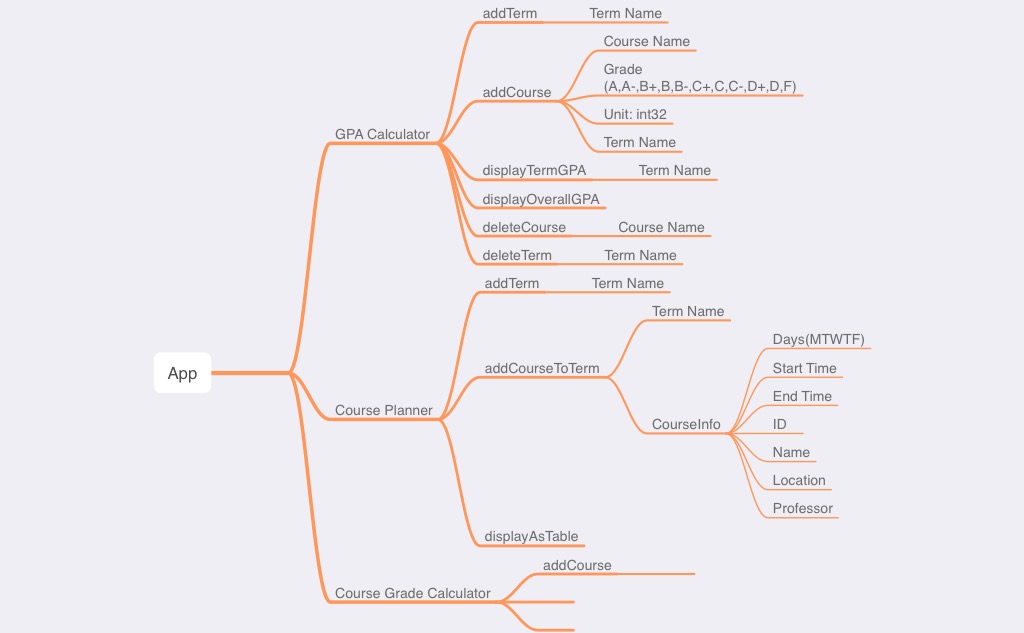 addTerm
Term Name
Course Name
Grade
(A,A-,B+,B,B-,C+,C,C-,D+,D,F)
addCourse
Unit: int32
Term Name
GPA Calculator
displayTermGPA
Term Name
displayOverallGPA
deleteCourse
Course Name
deleteTerm
Term Name
addTerm
Term Name
Term Name
Days(MTWTF)
addCourseToTerm
Start Time
End Time
App
Course Planner
CourseInfo
ID
Name
Location
Professor
displayAsTable
addCourse
Course Grade Calculator